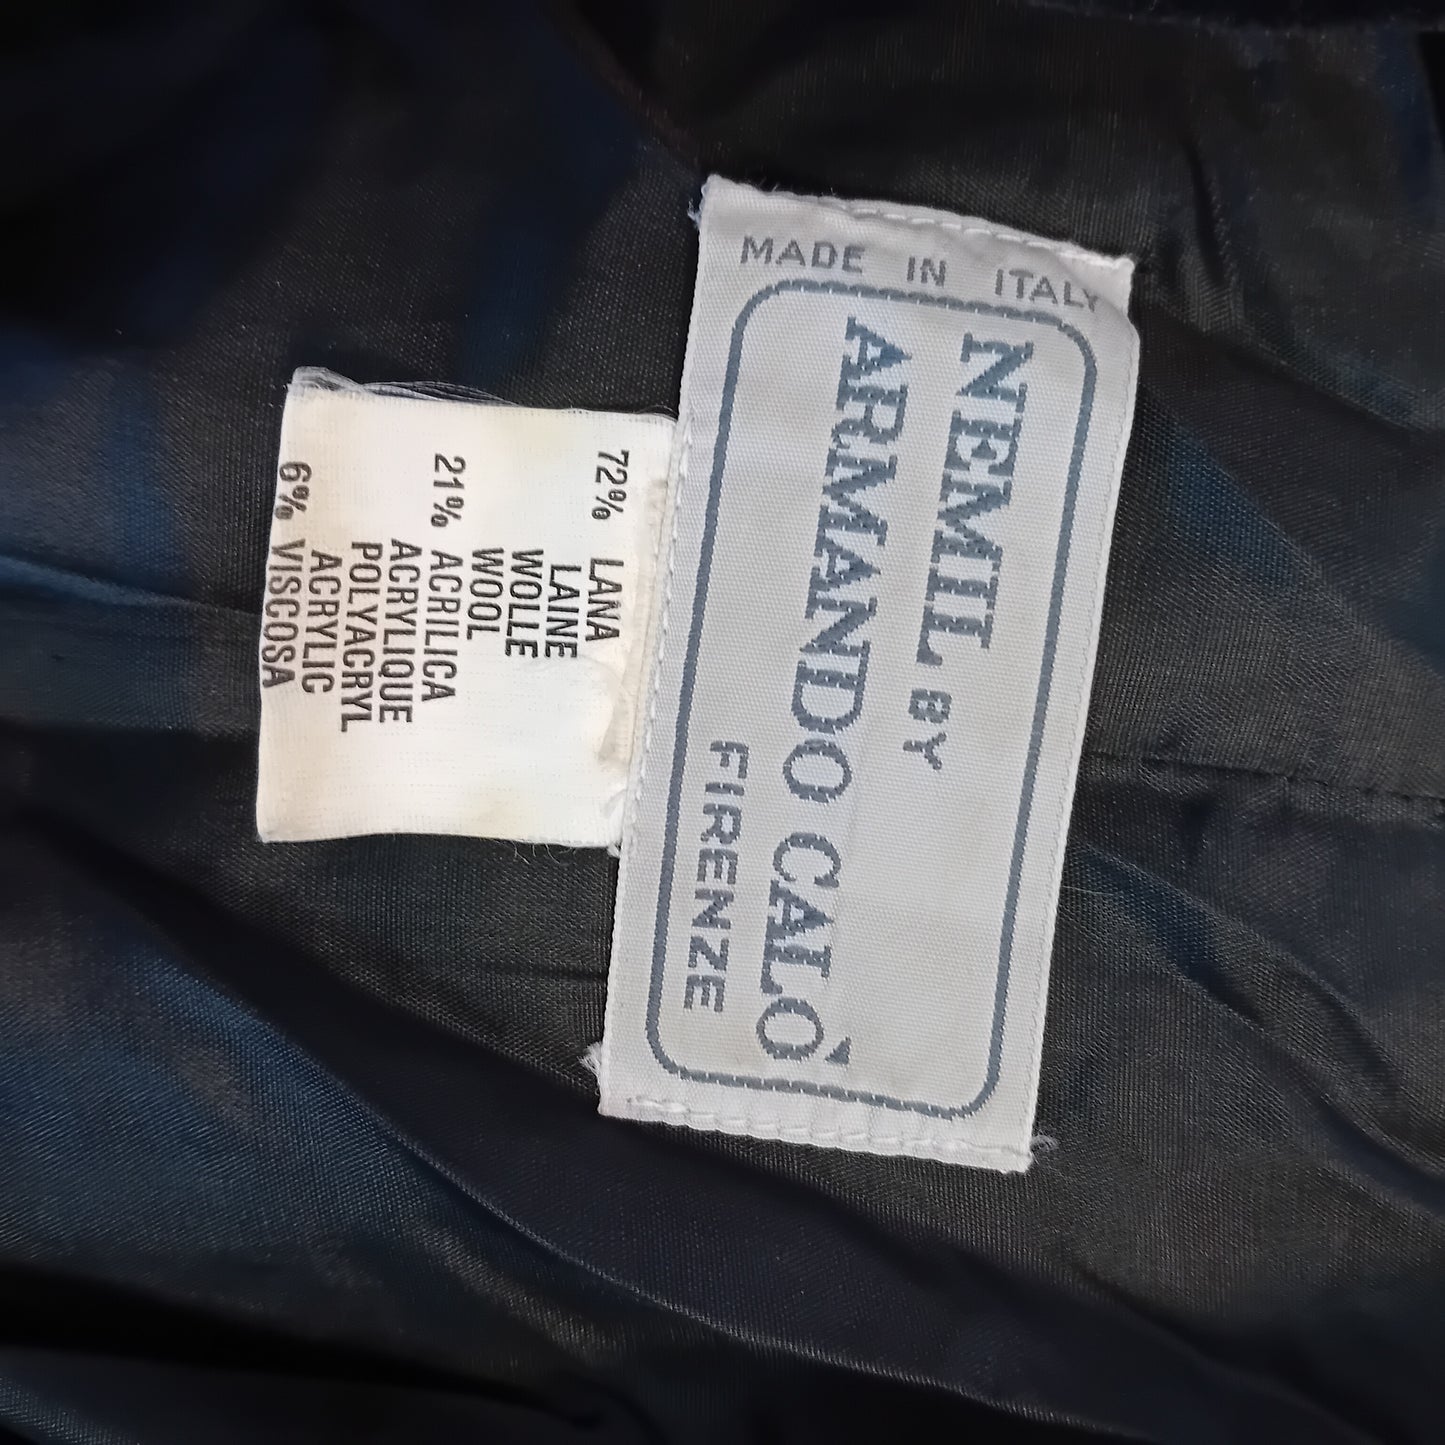 MADE IN ITALY
NEMIL BY
ARMANDO CALÓ
FIRENZE
72% LANA
LAINE
WOLLE
WOOL
21% ACRILICA
ACRYLIQUE
POLYACRYL
ACRYLIC
6% VISCOSA